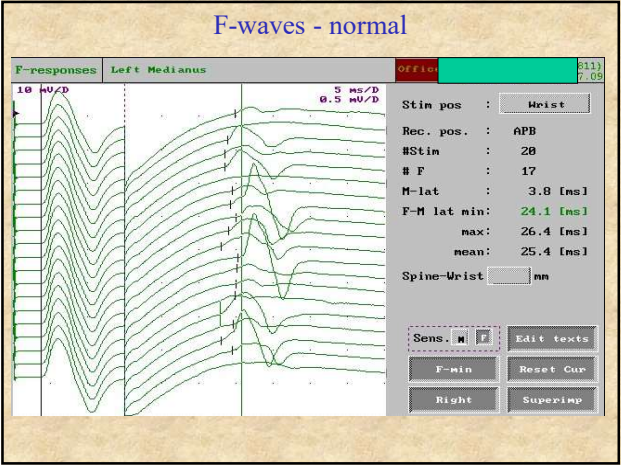 F-waves - normal
F-responses Left Medianus
811)
7.09
10 mV/D
5 ms/D
0.5 mV/D
Stim pos : Wrist
Rec. pos. : APB
#Stim : 20
# F : 17
M-lat : 3.8 [ms]
F-M lat min: 24.1 [ms]
max: 26.4 [ms]
mean: 25.4 [ms]
Spine-Wrist mm
Sens. M F Edit texts
F-min Reset Cur
Right Superimp